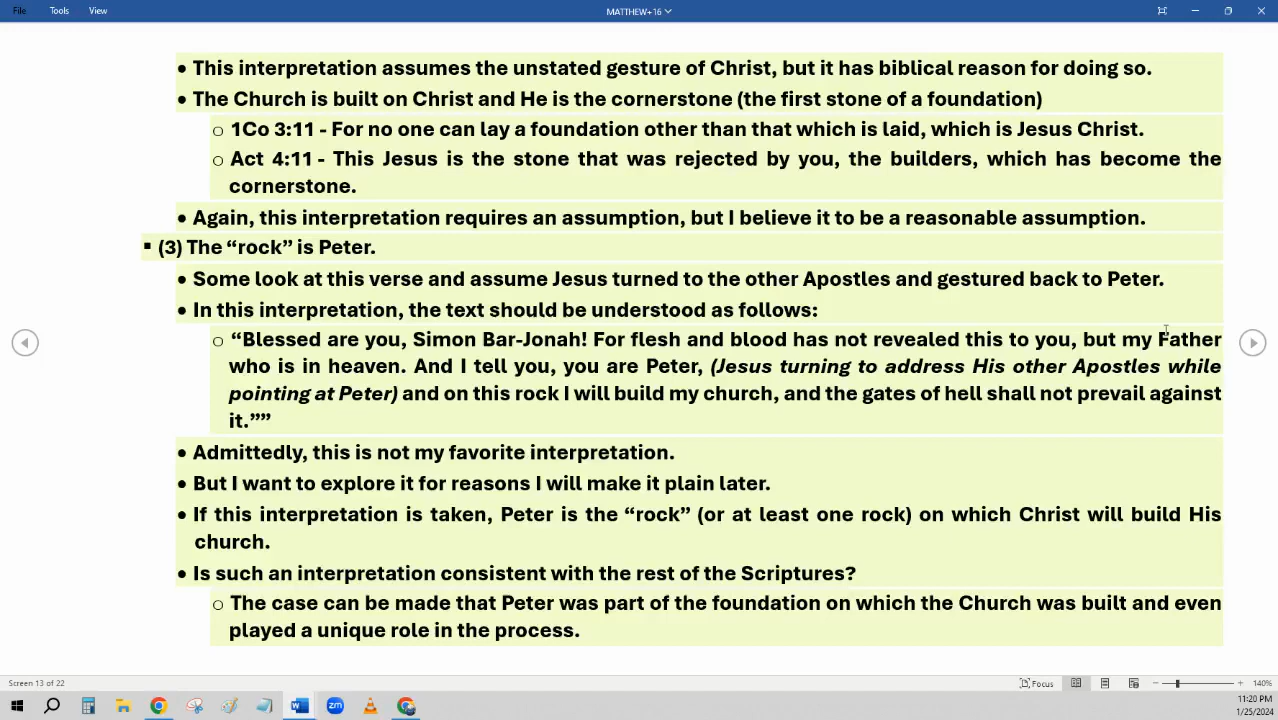 File Tools View MATTHEW+16
• This interpretation assumes the unstated gesture of Christ, but it has biblical reason for doing so.
• The Church is built on Christ and He is the cornerstone (the first stone of a foundation)
o 1Co 3:11 - For no one can lay a foundation other than that which is laid, which is Jesus Christ.
o Act 4:11 - This Jesus is the stone that was rejected by you, the builders, which has become the
cornerstone.
• Again, this interpretation requires an assumption, but I believe it to be a reasonable assumption.
▪ (3) The “rock” is Peter.
• Some look at this verse and assume Jesus turned to the other Apostles and gestured back to Peter.
• In this interpretation, the text should be understood as follows:
o “Blessed are you, Simon Bar-Jonah! For flesh and blood has not revealed this to you, but my Father
who is in heaven. And I tell you, you are Peter, (Jesus turning to address His other Apostles while
pointing at Peter) and on this rock I will build my church, and the gates of hell shall not prevail against
it.””
• Admittedly, this is not my favorite interpretation.
• But I want to explore it for reasons I will make it plain later.
• If this interpretation is taken, Peter is the “rock” (or at least one rock) on which Christ will build His
church.
• Is such an interpretation consistent with the rest of the Scriptures?
o The case can be made that Peter was part of the foundation on which the Church was built and even
played a unique role in the process.
Screen 13 of 22 Focus 140%
zm 11:20 PM
1/25/2024